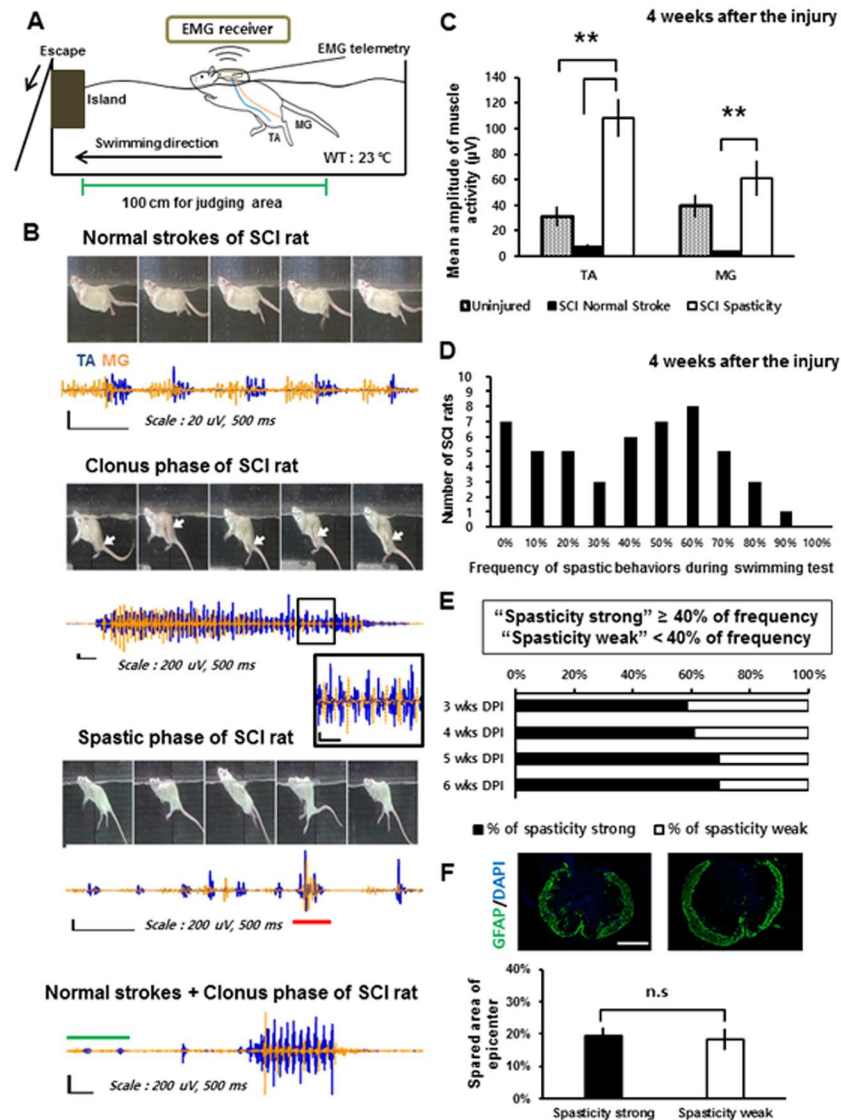 A
EMG receiver
EMG telemetry
Escape
Island
TA
MG
Swimming direction
WT : 23 ℃
100 cm for judging area
B
Normal strokes of SCI rat
TA MG
Scale : 20 uV, 500 ms
Clonus phase of SCI rat
Scale : 200 uV, 500 ms
Spastic phase of SCI rat
Scale : 200 uV, 500 ms
Normal strokes + Clonus phase of SCI rat
Scale : 200 uV, 500 ms
C
4 weeks after the injury
Mean amplitude of muscle
activity (µV)
140
120
100
80
60
40
20
0
**
**
TA
MG
Uninjured
SCI Normal Stroke
SCI Spasticity
D
4 weeks after the injury
Number of SCI rats
10
9
8
7
6
5
4
3
2
1
0
0% 10% 20% 30% 40% 50% 60% 70% 80% 90% 100%
Frequency of spastic behaviors during swimming test
E
“Spasticity strong” ≥ 40% of frequency
“Spasticity weak” < 40% of frequency
0% 20% 40% 60% 80% 100%
3 wks DPI
4 wks DPI
5 wks DPI
6 wks DPI
% of spasticity strong
% of spasticity weak
F
GFAP/DAPI
Spared area of
epicenter
40%
30%
20%
10%
0%
n.s
Spasticity strong
Spasticity weak